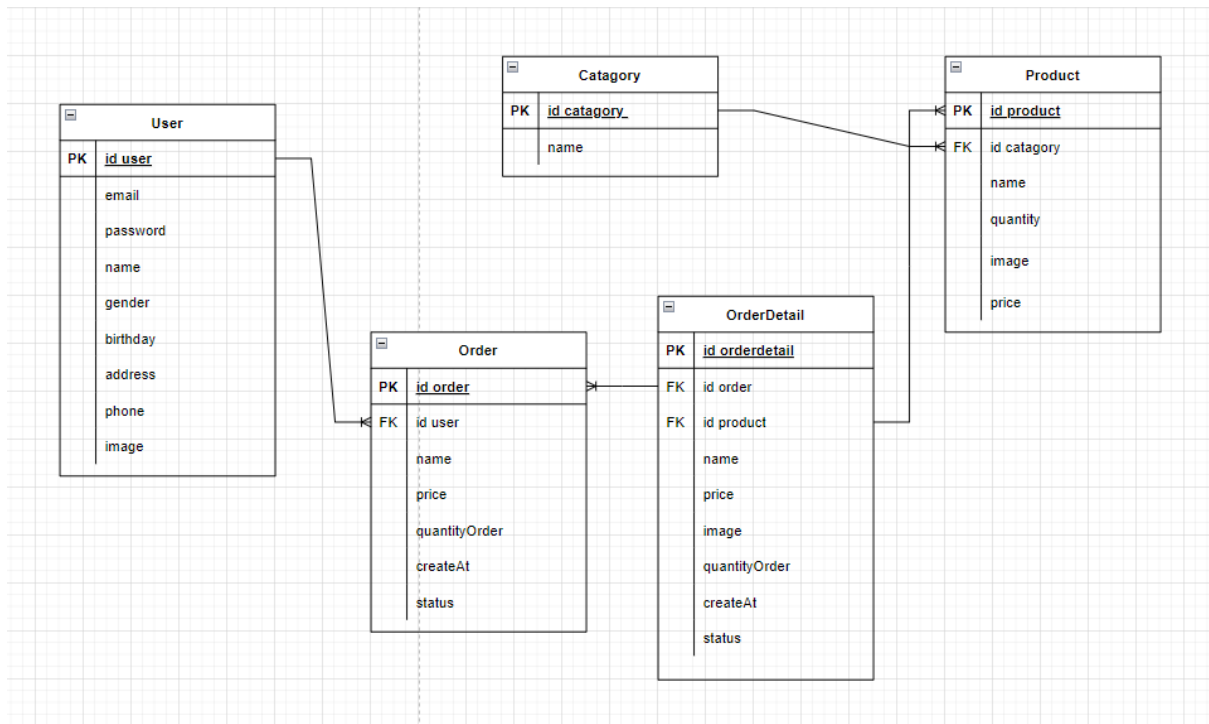 User
PK id user
email
password
name
gender
birthday
address
phone
image
Catagory
PK id catagory
name
Product
PK id product
FK id catagory
name
quantity
image
price
Order
PK id order
FK id user
name
price
quantityOrder
createAt
status
OrderDetail
PK id orderdetail
FK id order
FK id product
name
price
image
quantityOrder
createAt
status